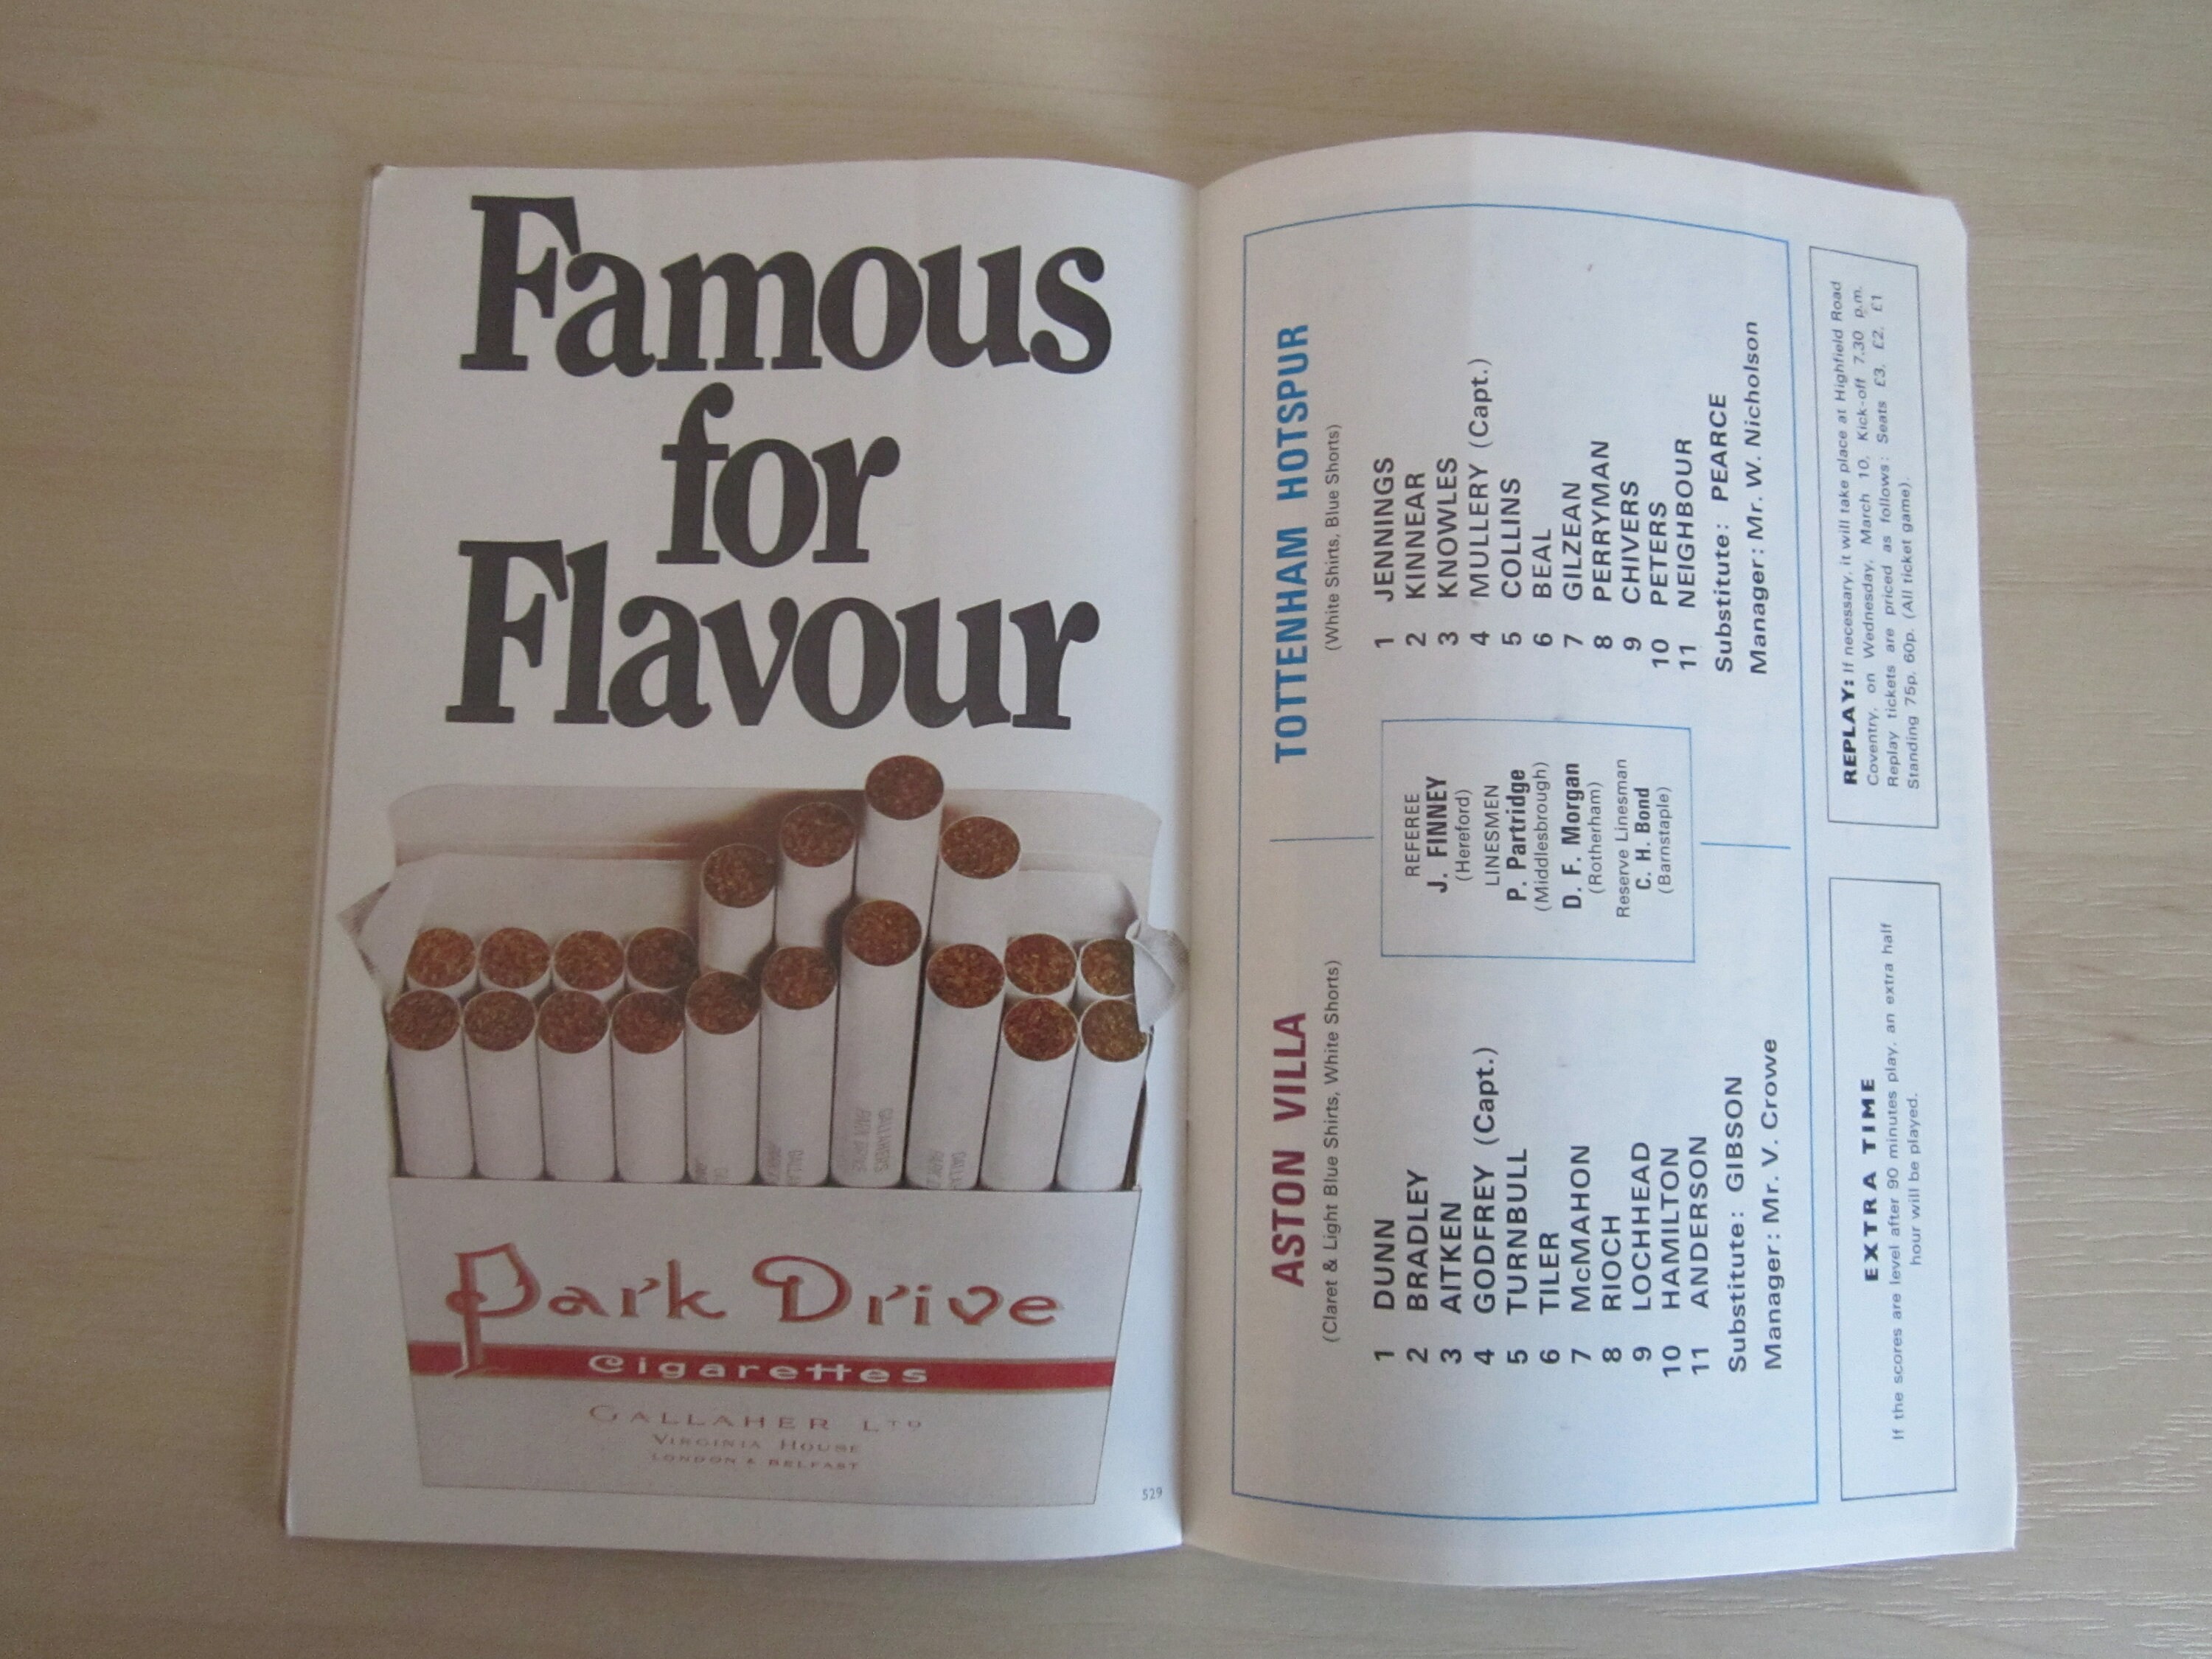 Famous
for
Flavour
Park Drive
Cigarettes
GALLAHER LTD
VIRGINIA HOUSE
LONDON & BELFAST
529
ASTON VILLA
(Claret & Light Blue Shirts, White Shorts)
1 DUNN
2 BRADLEY
3 AITKEN
4 GODFREY (Capt.)
5 TURNBULL
6 TILER
7 McMAHON
8 RIOCH
9 LOCHHEAD
10 HAMILTON
11 ANDERSON
Substitute: GIBSON
Manager: Mr. V. Crowe
REFEREE
J. FINNEY
(Hereford)
LINESMEN
P. Partridge
(Middlesbrough)
D. F. Morgan
(Rotherham)
Reserve Linesman
C. H. Bond
(Barnstaple)
TOTTENHAM HOTSPUR
(White Shirts, Blue Shorts)
1 JENNINGS
2 KINNEAR
3 KNOWLES
4 MULLERY (Capt.)
5 COLLINS
6 BEAL
7 GILZEAN
8 PERRYMAN
9 CHIVERS
10 PETERS
11 NEIGHBOUR
Substitute: PEARCE
Manager: Mr. W. Nicholson
EXTRA TIME
If the scores are level after 90 minutes play, an extra half
hour will be played.
REPLAY: If necessary, it will take place at Highfield Road
Coventry, on Wednesday, March 10. Kick-off 7.30 p.m.
Replay tickets are priced as follows: Seats £3. £2. £1
Standing 75p. 60p. (All ticket game).